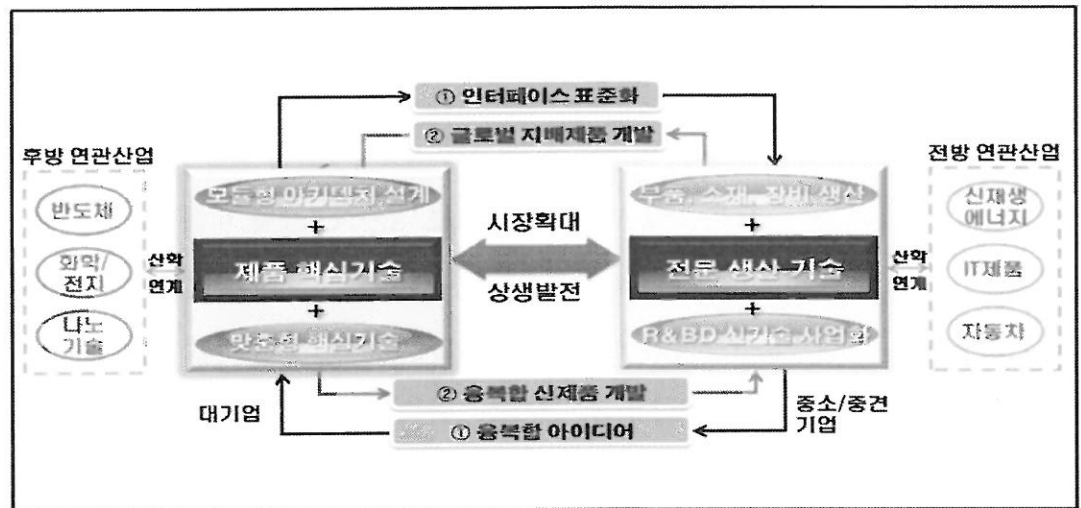 ① 인터페이스 표준화
② 글로벌 지배제품 개발
후방 연관산업
반도체
화학/
전지
나노
기술
산학
연계
모듈형 아키텍처 설계
+
제품 핵심기술
+
맞춤형 핵심기술
대기업
시장확대
상생발전
부품, 소재, 장비 생산
+
전문 생산 기술
+
R&BD 신기술 사업화
중소/중견
기업
산학
연계
전방 연관산업
신재생
에너지
IT제품
자동차
② 융복합 신제품 개발
① 융복합 아이디어